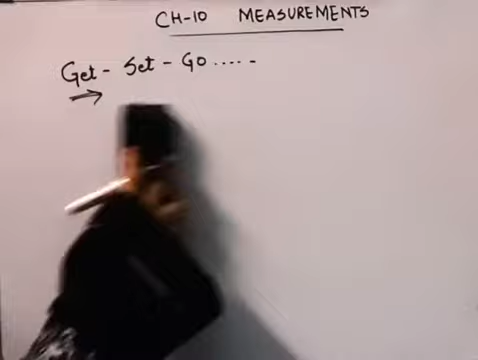 CH-10 MEASUREMENTS
Get - Set - Go.....-